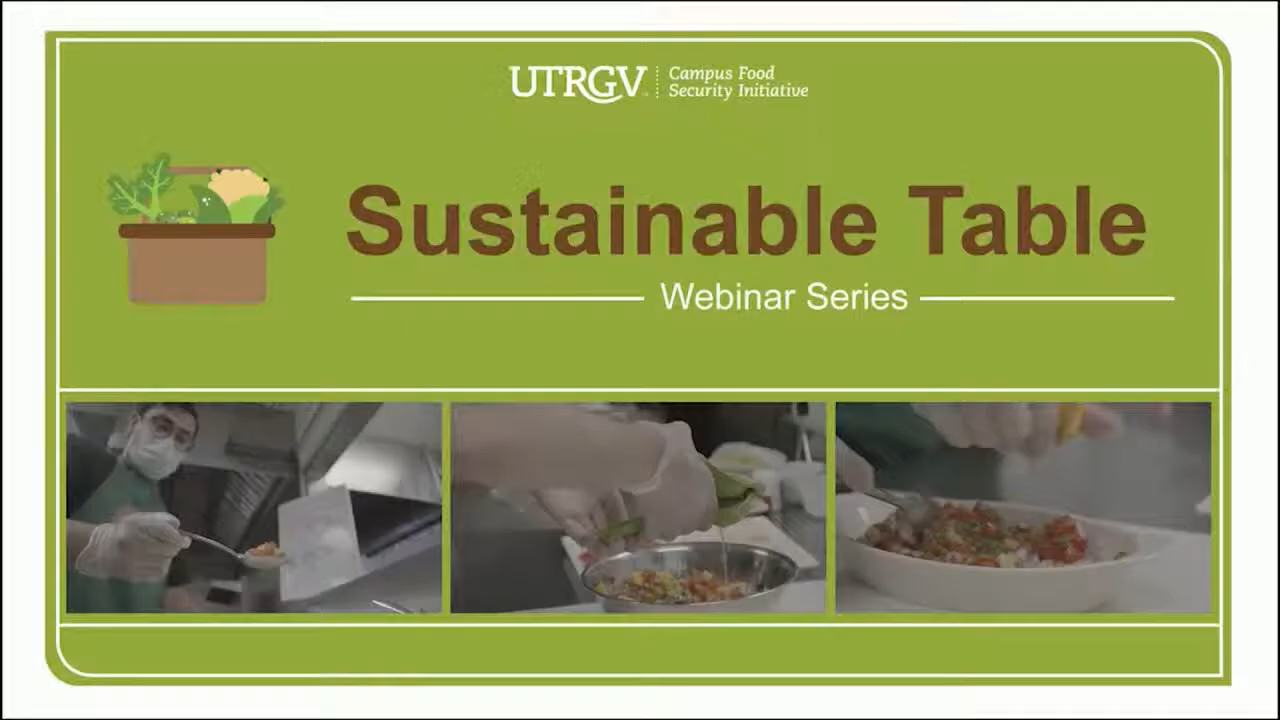 UTRGV
Campus Food
Security Initiative
Sustainable Table
Webinar Series